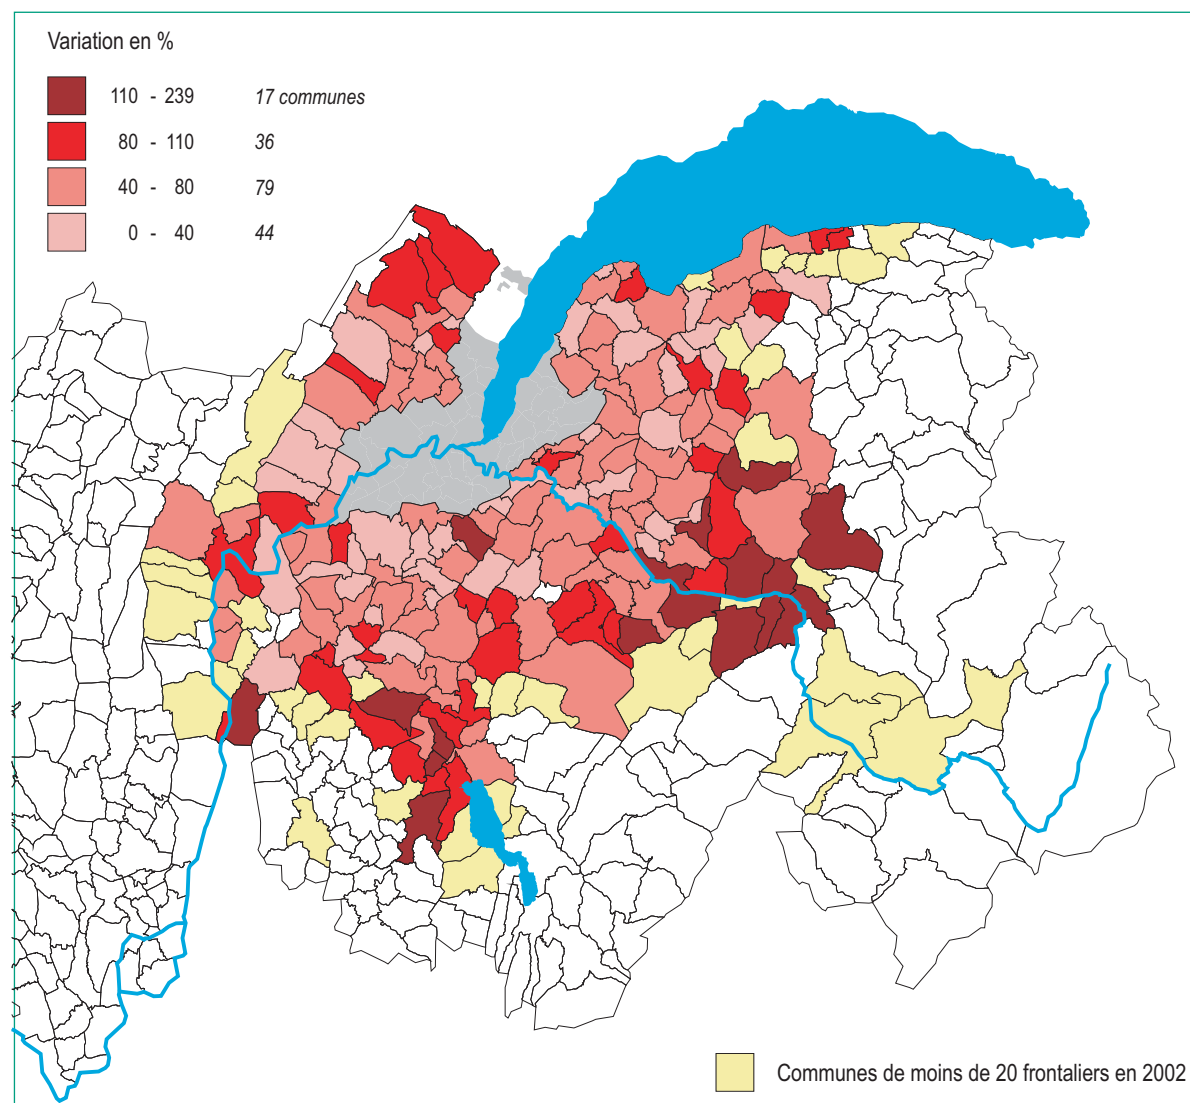 Variation en %
110 - 239 17 communes
80 - 110 36
40 - 80 79
0 - 40 44
Communes de moins de 20 frontaliers en 2002